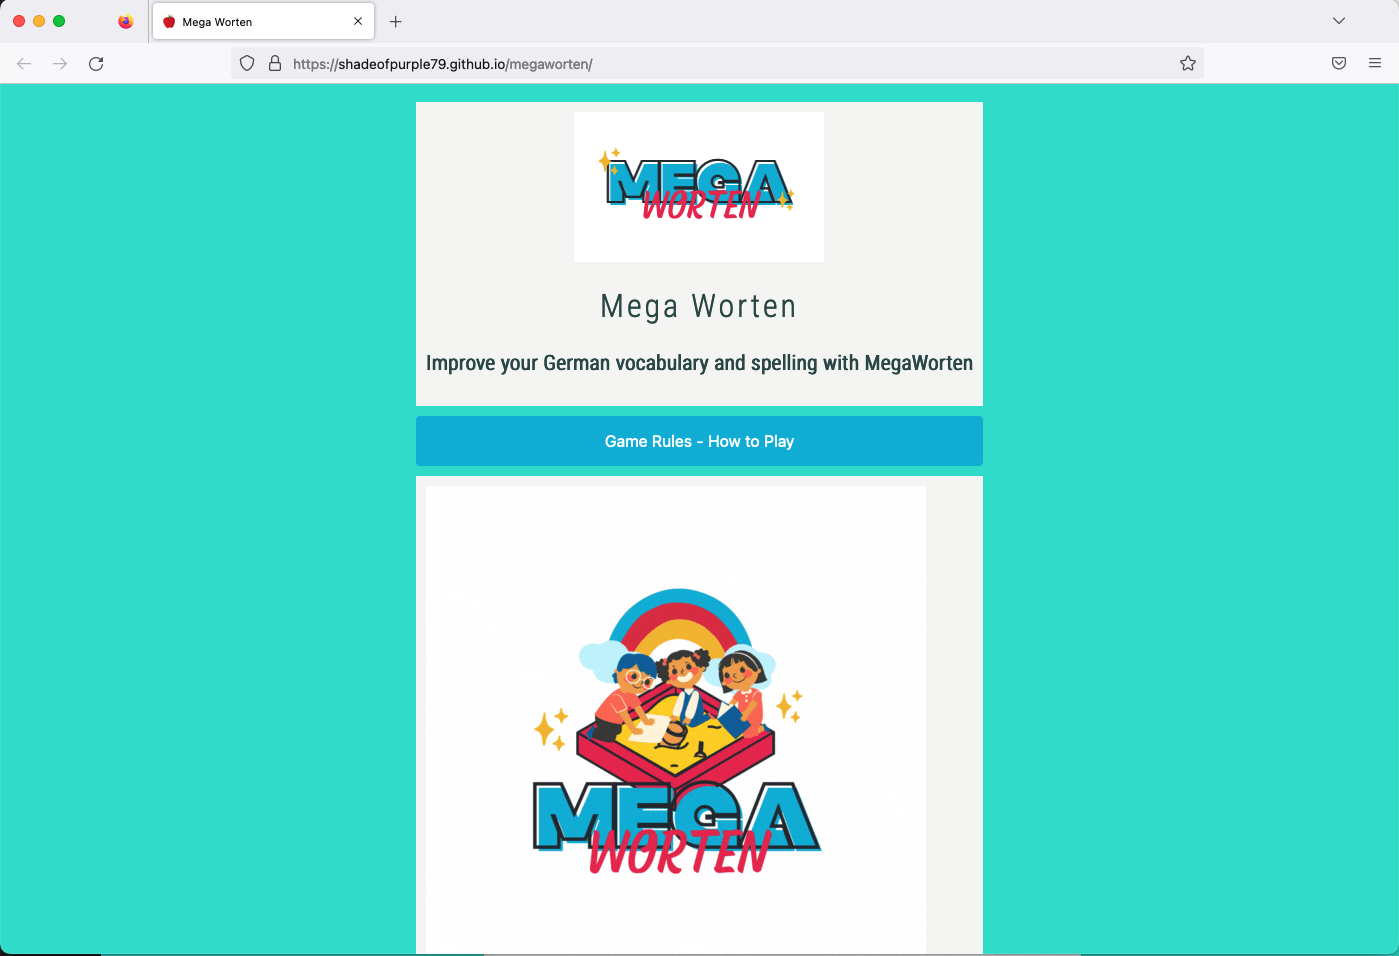 Mega Worten
https://shadeofpurple79.github.io/megaworten/
MEGA
WORTEN
Mega Worten
Improve your German vocabulary and spelling with MegaWorten
Game Rules - How to Play
MEGA
WORTEN